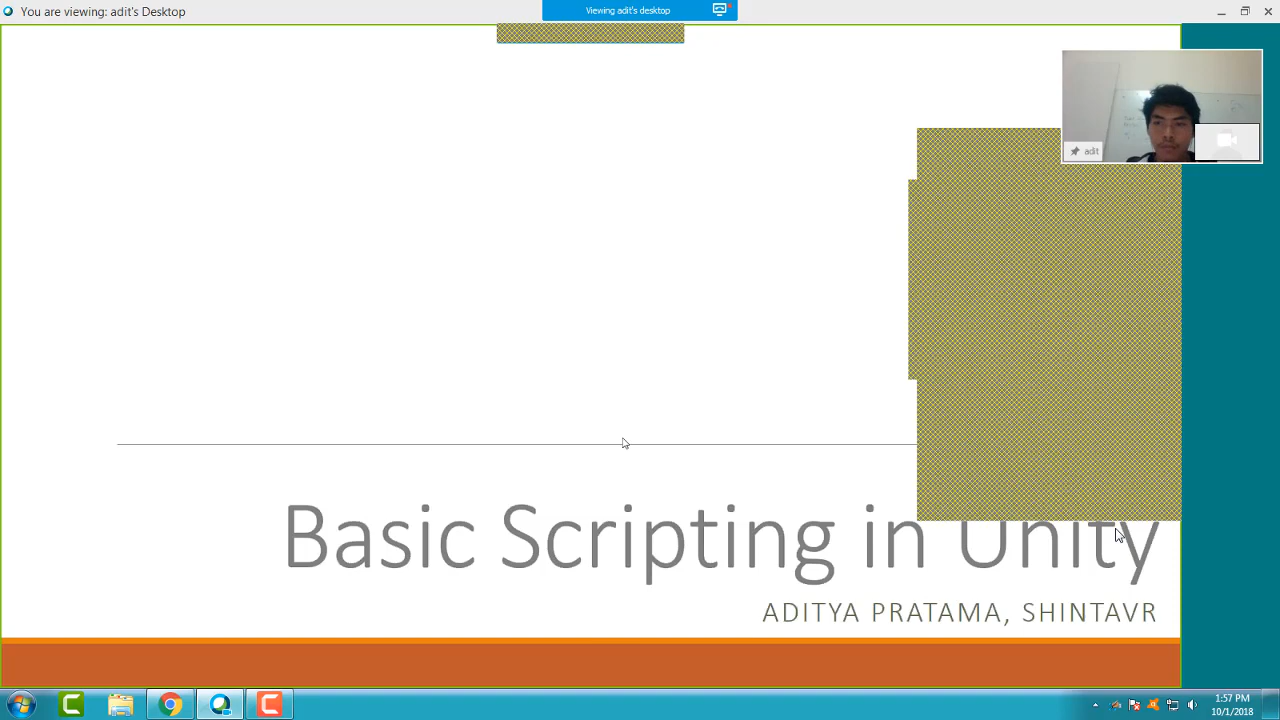 You are viewing: adit's Desktop
Viewing adit's desktop
adit
Basic Scripting in Unity
ADITYA PRATAMA, SHINTAVR
1:57 PM
10/1/2018